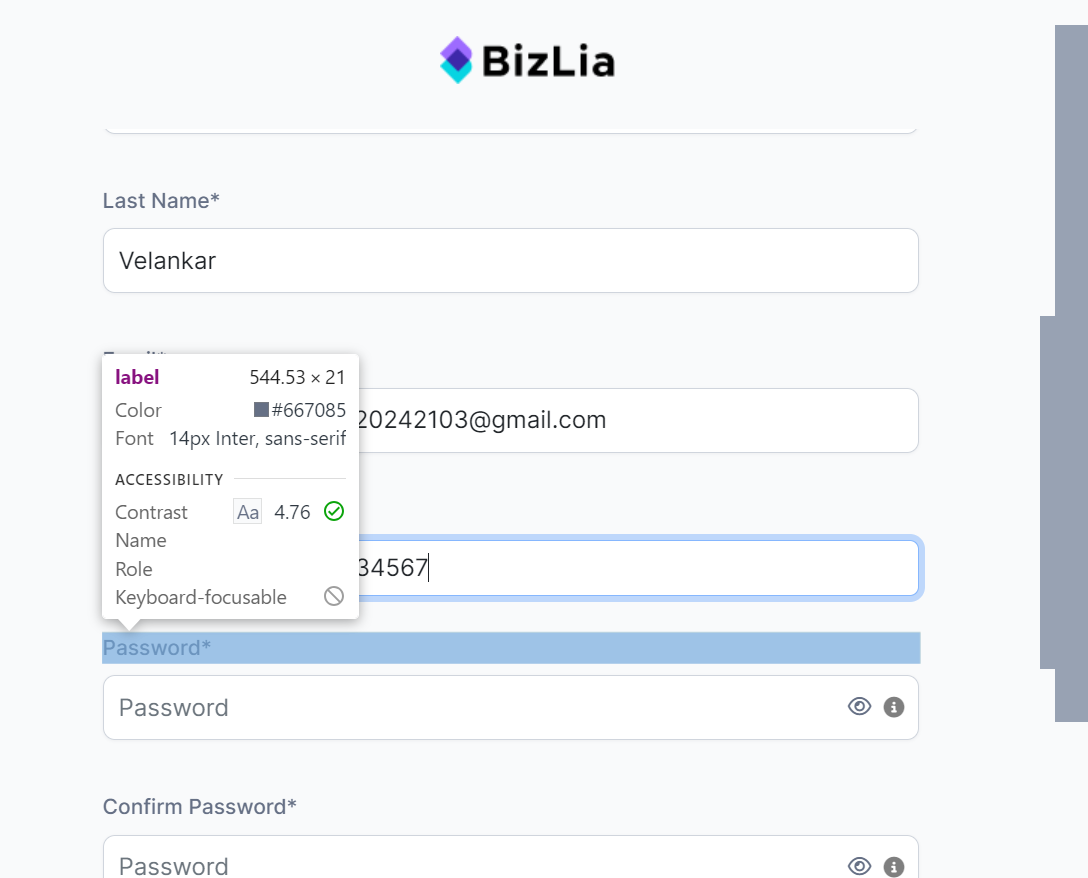 BizLia
Last Name*
Velankar
label 544.53 × 21
Color #667085
Font 14px Inter, sans-serif
ACCESSIBILITY
Contrast Aa 4.76
Name
Role
Keyboard-focusable
20242103@gmail.com
34567
Password*
Password
Confirm Password*
Password